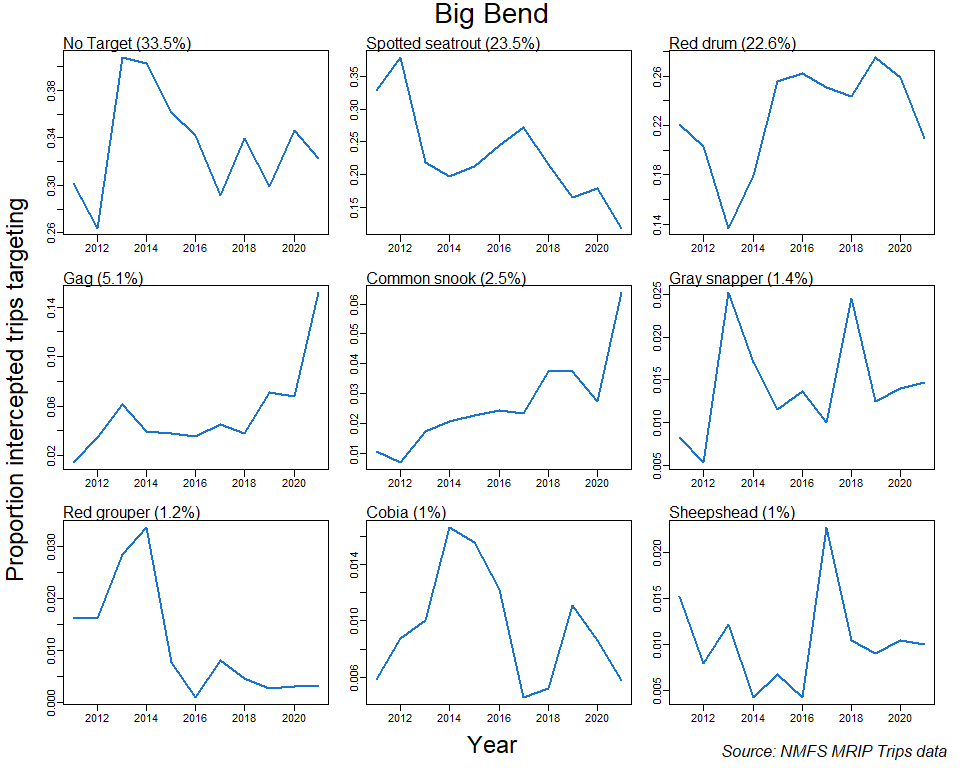 Big Bend
Proportion intercepted trips targeting
No Target (33.5%)
0.38
0.34
0.30
0.26
2012 2014 2016 2018 2020
Spotted seatrout (23.5%)
0.35
0.30
0.25
0.20
0.15
2012 2014 2016 2018 2020
Red drum (22.6%)
0.26
0.22
0.18
0.14
2012 2014 2016 2018 2020
Gag (5.1%)
0.14
0.10
0.06
0.02
2012 2014 2016 2018 2020
Common snook (2.5%)
0.06
0.05
0.04
0.03
0.02
0.01
2012 2014 2016 2018 2020
Gray snapper (1.4%)
0.025
0.020
0.015
0.010
0.005
2012 2014 2016 2018 2020
Red grouper (1.2%)
0.030
0.020
0.010
0.000
2012 2014 2016 2018 2020
Cobia (1%)
0.014
0.010
0.006
2012 2014 2016 2018 2020
Sheepshead (1%)
0.020
0.015
0.010
0.005
2012 2014 2016 2018 2020
Year
Source: NMFS MRIP Trips data